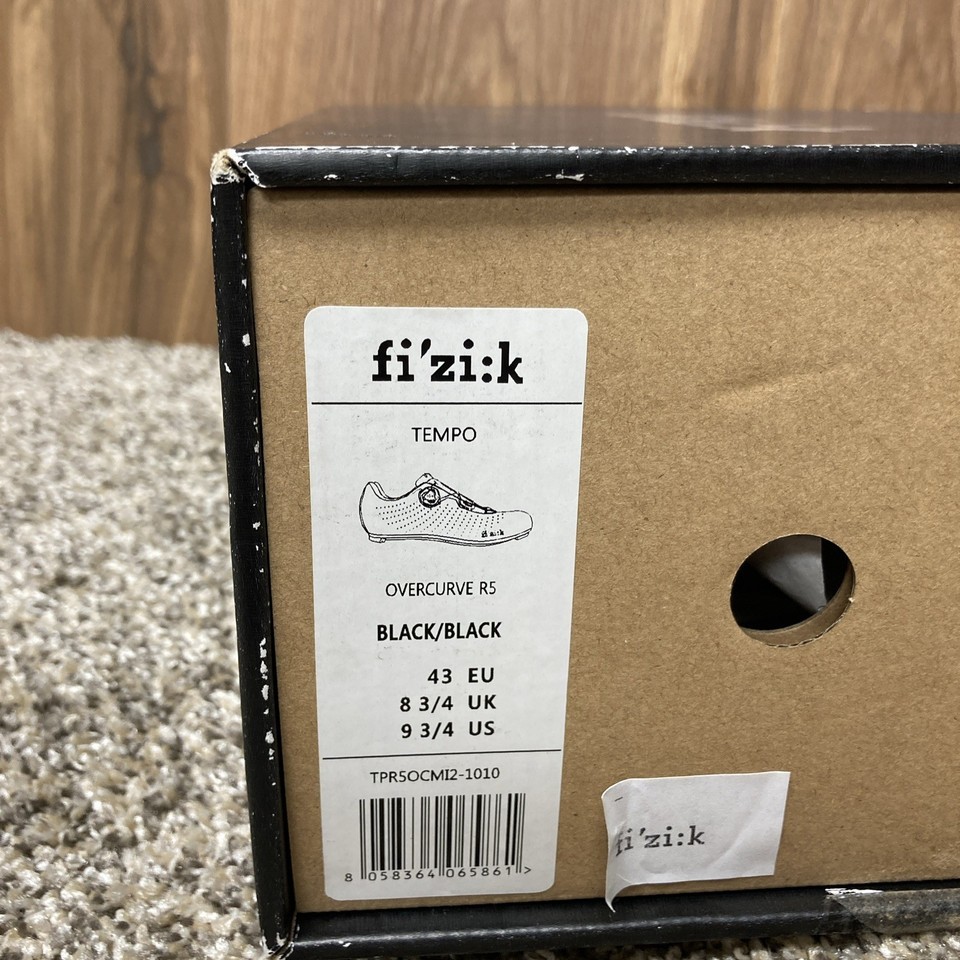 fi'zi:k
TEMPO
fi'zi:k
OVERCURVE R5
BLACK/BLACK
43 EU
8 3/4 UK
9 3/4 US
TPR5OCMI2-1010
8 058364 065861 >
fi'zi:k